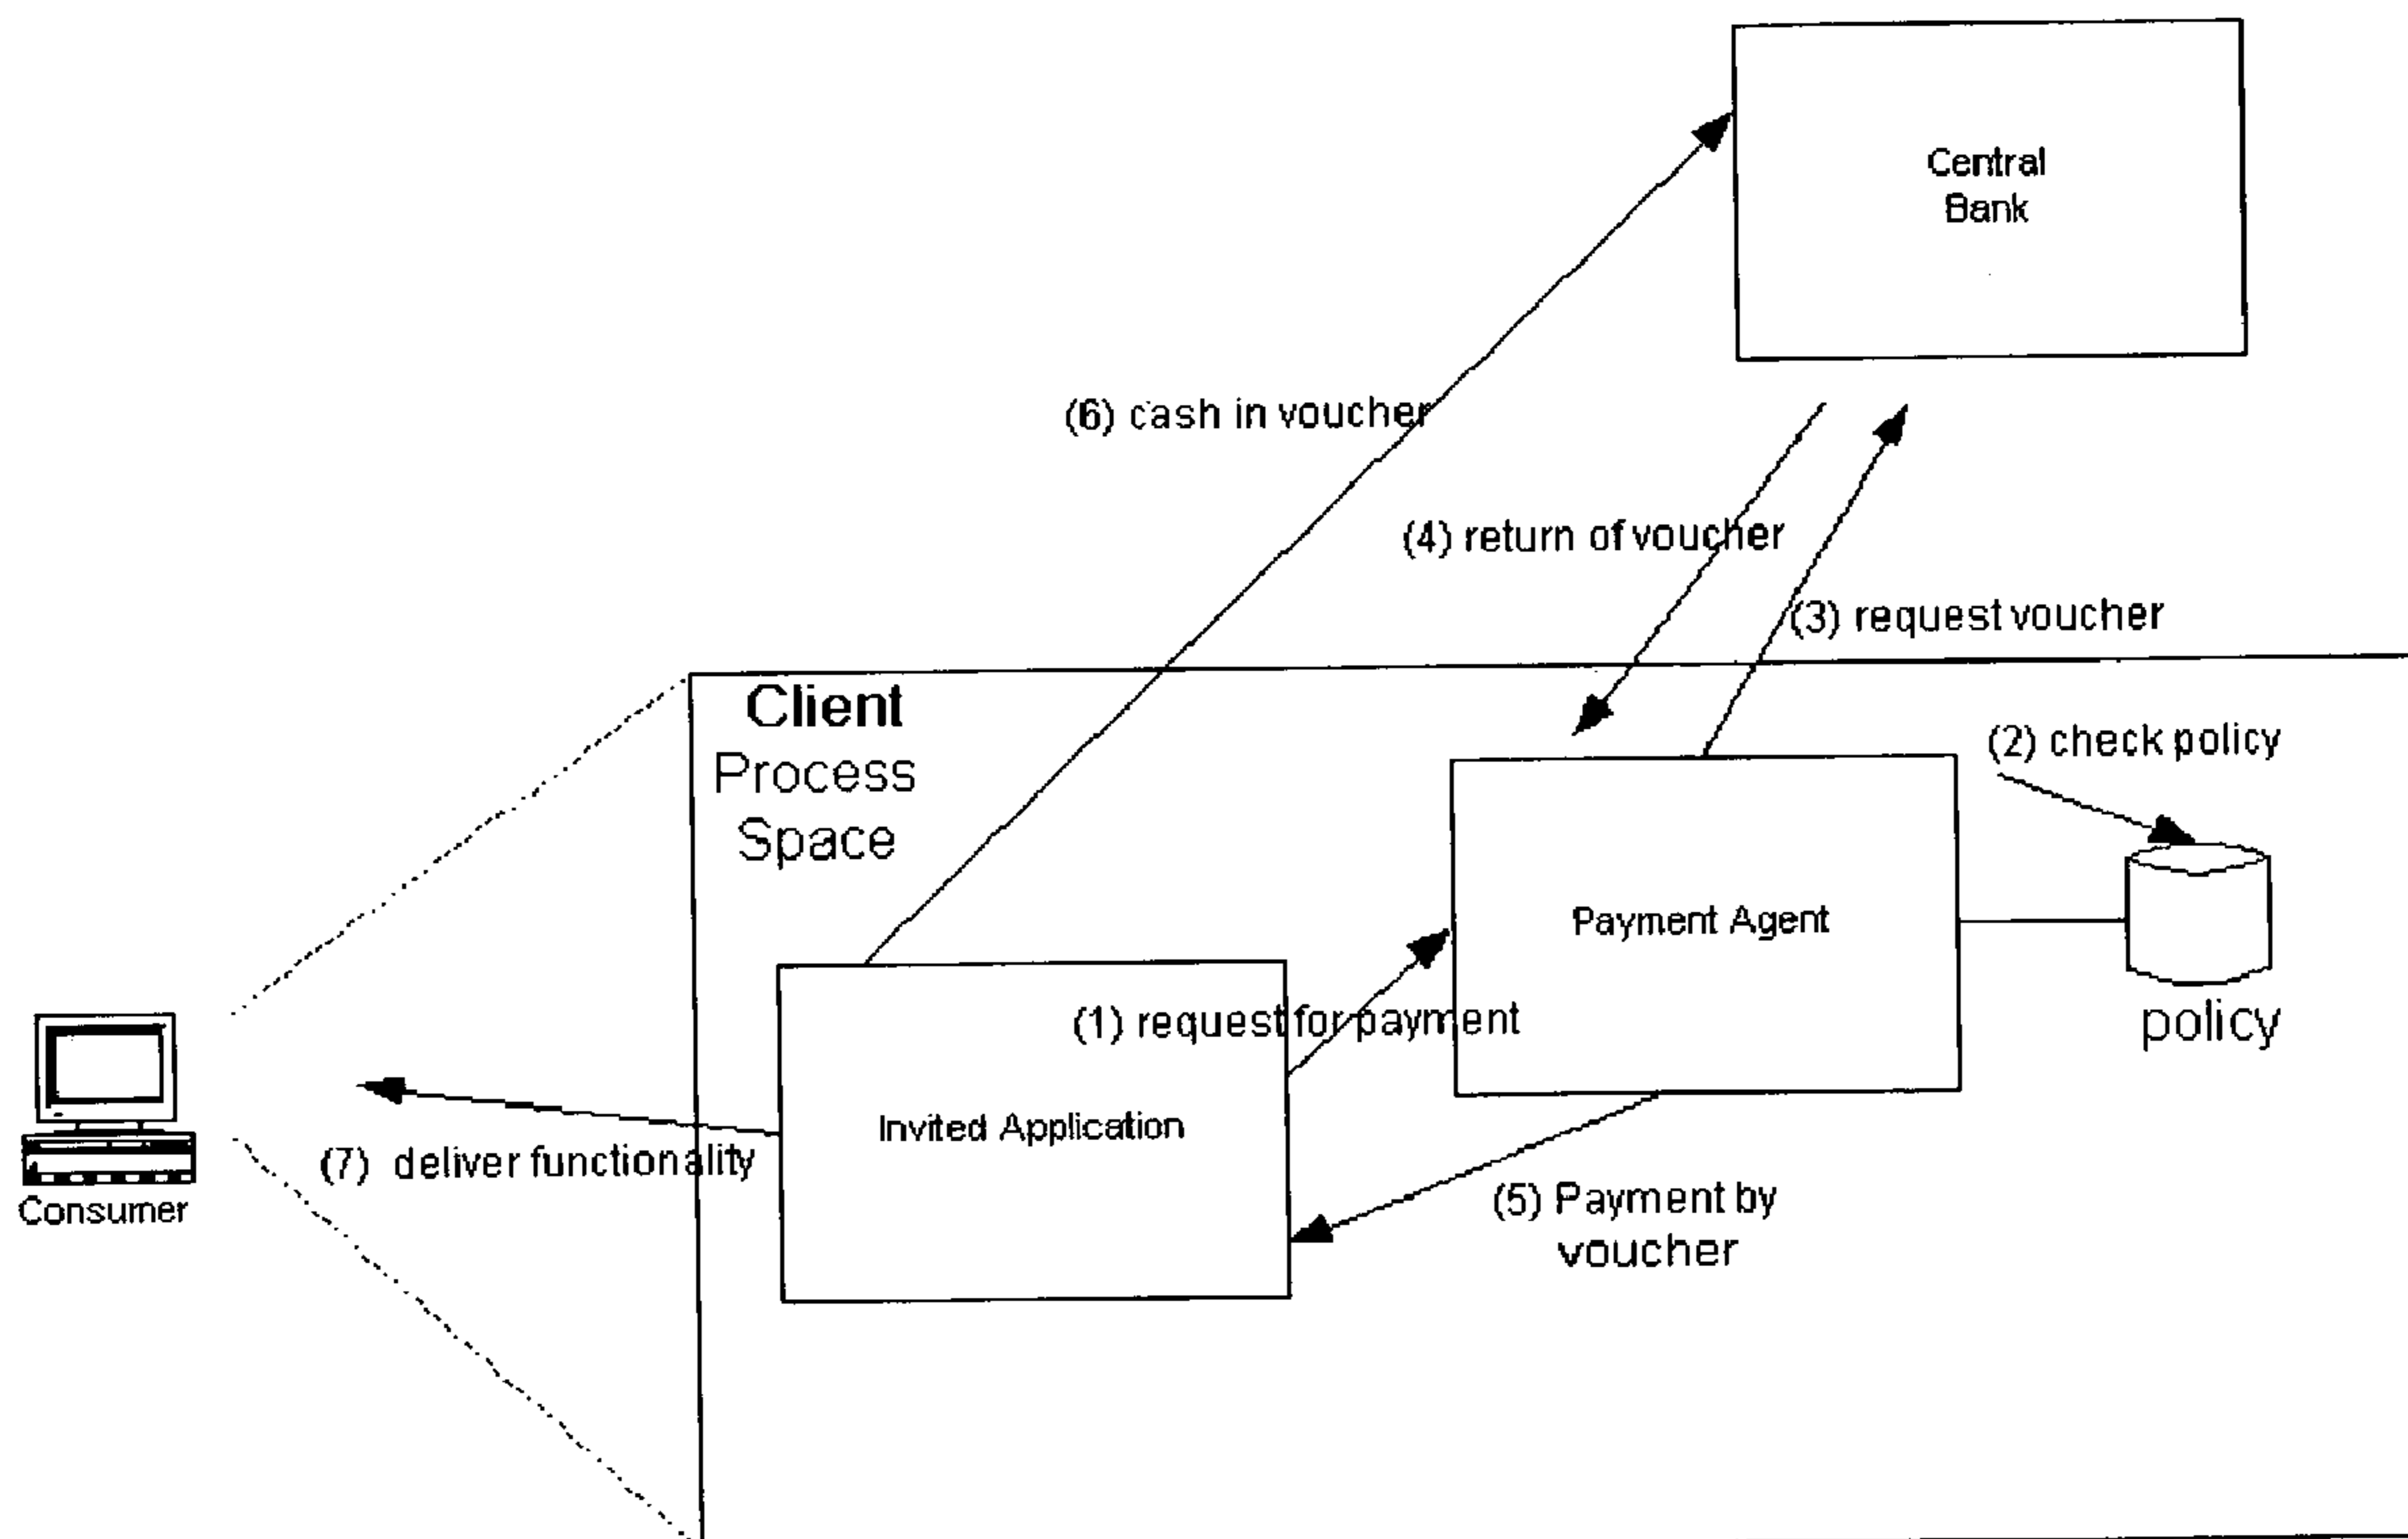 Central
Bank
(6) cash in voucher
(4) return of voucher
(3) request voucher
Client
Process
Space
(2) check policy
Payment Agent
policy
(1) request for payment
Invited Application
(7) deliver functionality
Consumer
(5) Payment by
voucher